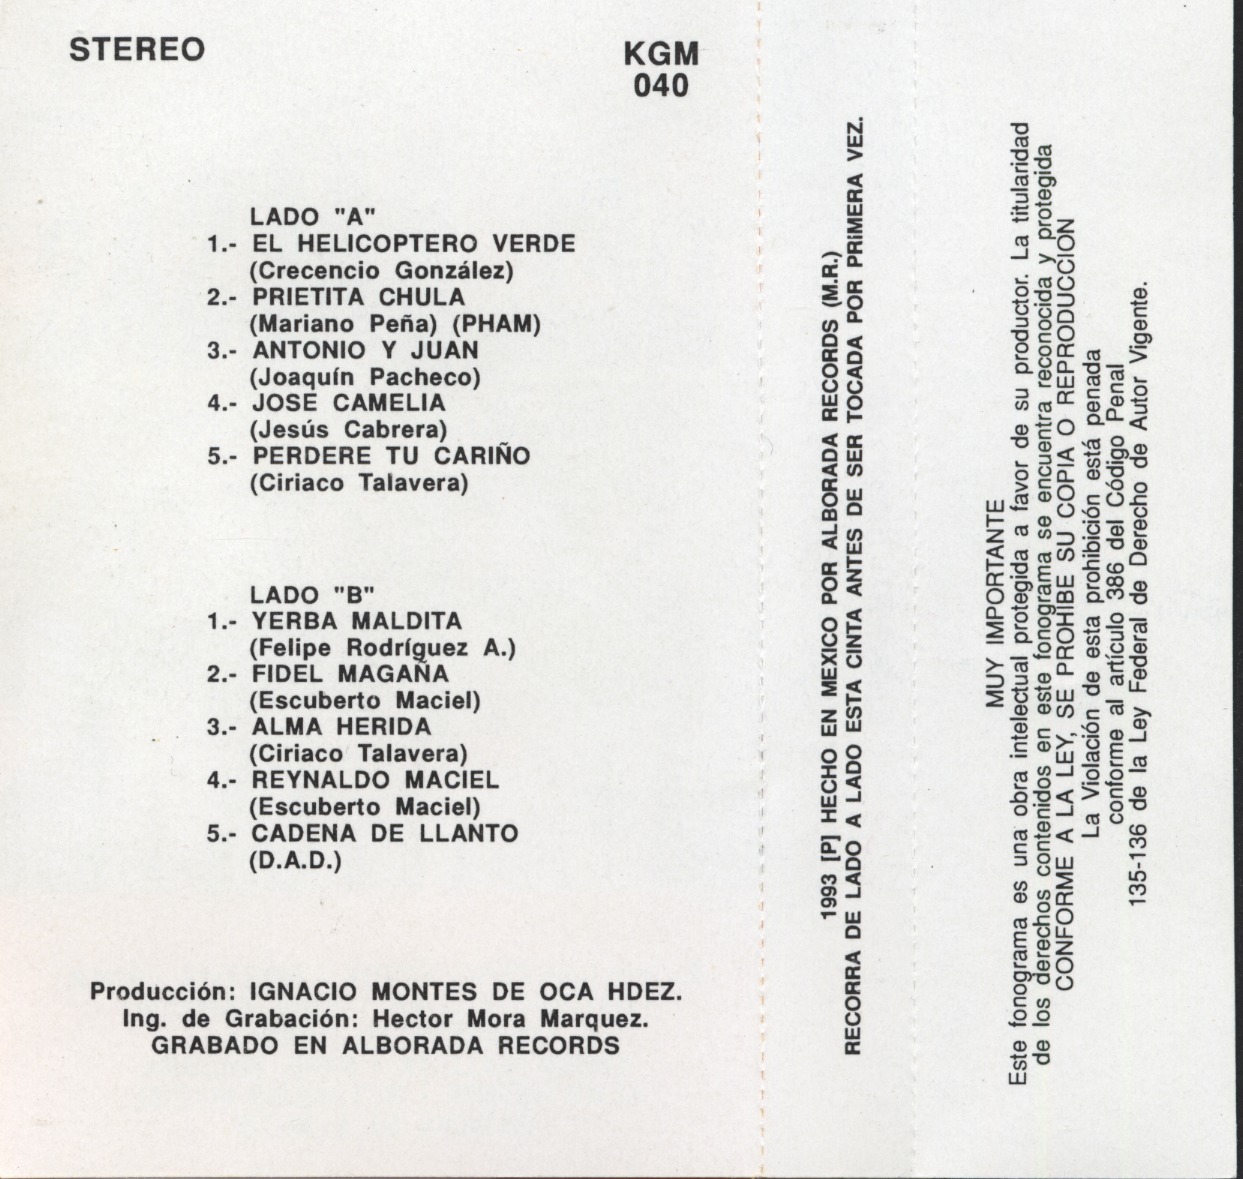 STEREO
KGM
040
LADO "A"
1.- EL HELICOPTERO VERDE
(Crecencio González)
2.- PRIETITA CHULA
(Mariano Peña) (PHAM)
3.- ANTONIO Y JUAN
(Joaquín Pacheco)
4.- JOSE CAMELIA
(Jesús Cabrera)
5.- PERDERE TU CARIÑO
(Ciriaco Talavera)
LADO "B"
1.- YERBA MALDITA
(Felipe Rodríguez A.)
2.- FIDEL MAGAÑA
(Escuberto Maciel)
3.- ALMA HERIDA
(Ciriaco Talavera)
4.- REYNALDO MACIEL
(Escuberto Maciel)
5.- CADENA DE LLANTO
(D.A.D.)
Producción: IGNACIO MONTES DE OCA HDEZ.
Ing. de Grabación: Hector Mora Marquez.
GRABADO EN ALBORADA RECORDS
1993 [P] HECHO EN MEXICO POR ALBORADA RECORDS (M.R.)
RECORRA DE LADO A LADO ESTA CINTA ANTES DE SER TOCADA POR PRiMERA VEZ.
MUY IMPORTANTE
Este fonograma es una obra intelectual protegida a favor de su productor. La titularidad
de los derechos contenidos en este fonograma se encuentra reconocida y protegida
CONFORME A LA LEY, SE PROHIBE SU COPIA O REPRODUCCION
La Violación de esta prohibición está penada
conforme al artículo 386 del Código Penal
135-136 de la Ley Federal de Derecho de Autor Vigente.